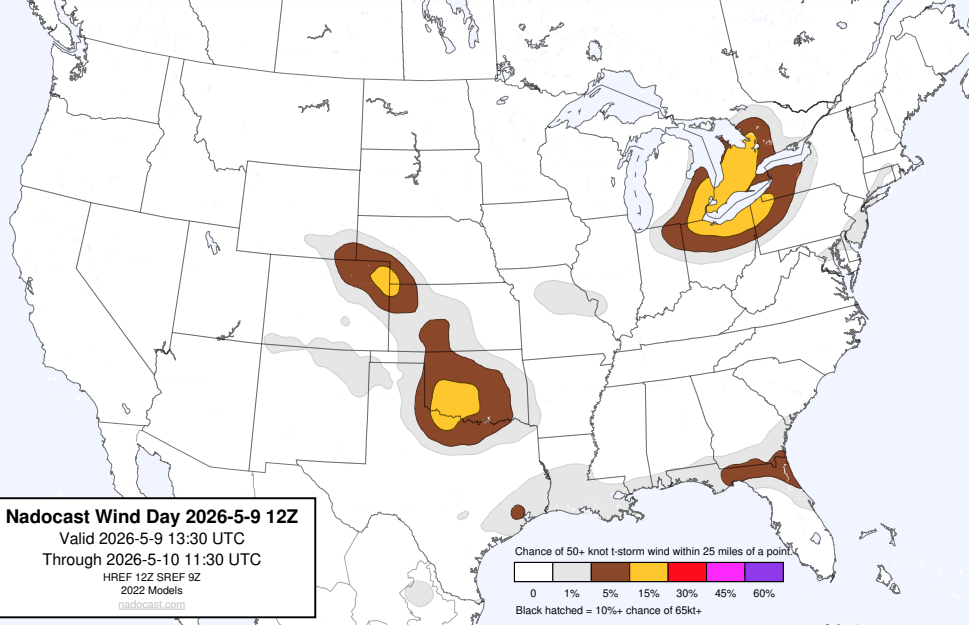 Nadocast Wind Day 2026-5-9 12Z
Valid 2026-5-9 13:30 UTC
Through 2026-5-10 11:30 UTC
HREF 12Z SREF 9Z
2022 Models
nadocast.com
Chance of 50+ knot t-storm wind within 25 miles of a point.
0 1% 5% 15% 30% 45% 60%
Black hatched = 10%+ chance of 65kt+